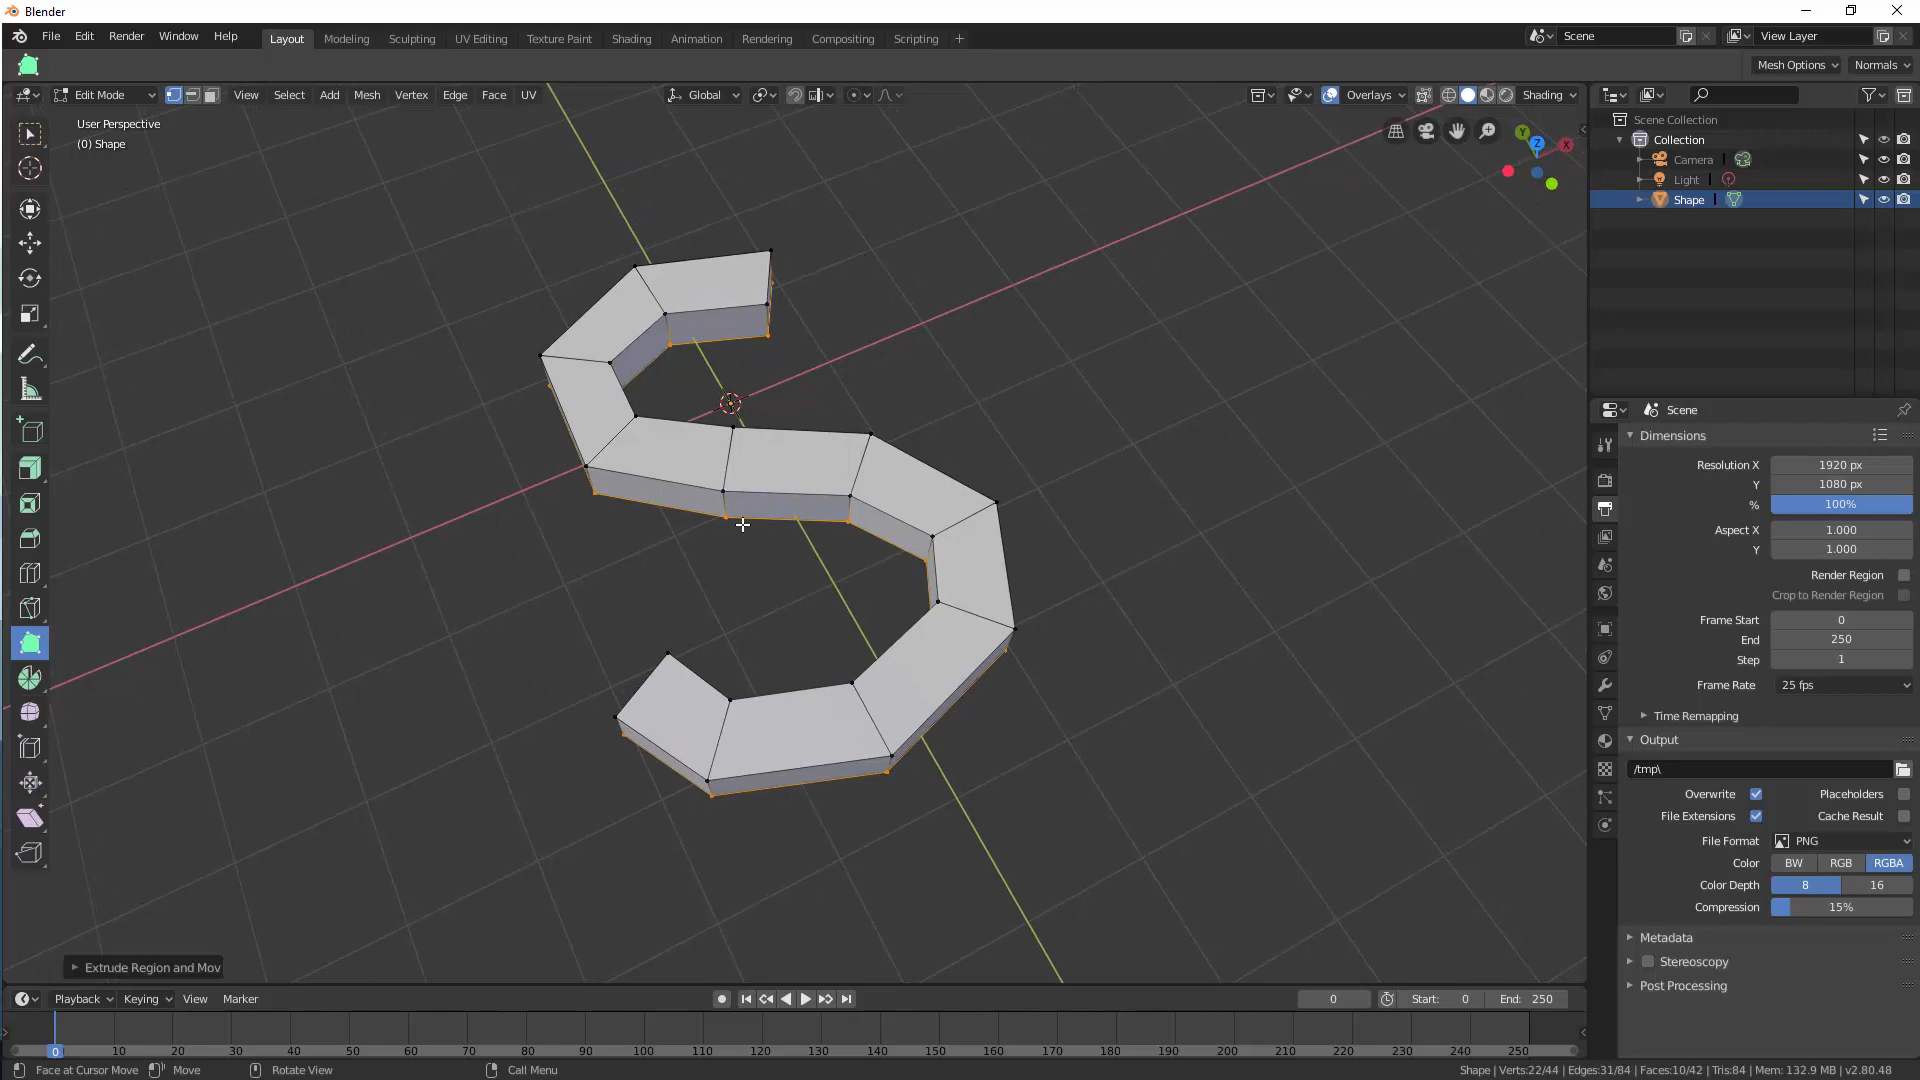 Blender
File Edit Render Window Help
Layout Modeling Sculpting UV Editing Texture Paint Shading Animation Rendering Compositing Scripting
Scene
View Layer
Mesh Options
Normals
Edit Mode
View Select Add Mesh Vertex Edge Face UV
Global
Overlays
Shading
User Perspective
(0) Shape
Y
Z
X
Scene Collection
Collection
Camera
Light
Shape
Scene
Dimensions
Resolution X 1920 px
Y 1080 px
% 100%
Aspect X 1.000
Y 1.000
Render Region
Crop to Render Region
Frame Start 0
End 250
Step 1
Frame Rate 25 fps
Time Remapping
Output
/tmp\
Overwrite Placeholders
File Extensions Cache Result
File Format PNG
Color BW RGB RGBA
Color Depth 8 16
Compression 15%
Metadata
Stereoscopy
Post Processing
Extrude Region and Mov
Playback Keying View Marker
0
Start: 0
End: 250
0 10 20 30 40 50 60 70 80 90 100 110 120 130 140 150 160 170 180 190 200 210 220 230 240 250
Face at Cursor Move Move Rotate View Call Menu
Shape | Verts:22/44 | Edges:31/84 | Faces:10/42 | Tris:84 | Mem: 132.9 MB | v2.80.48